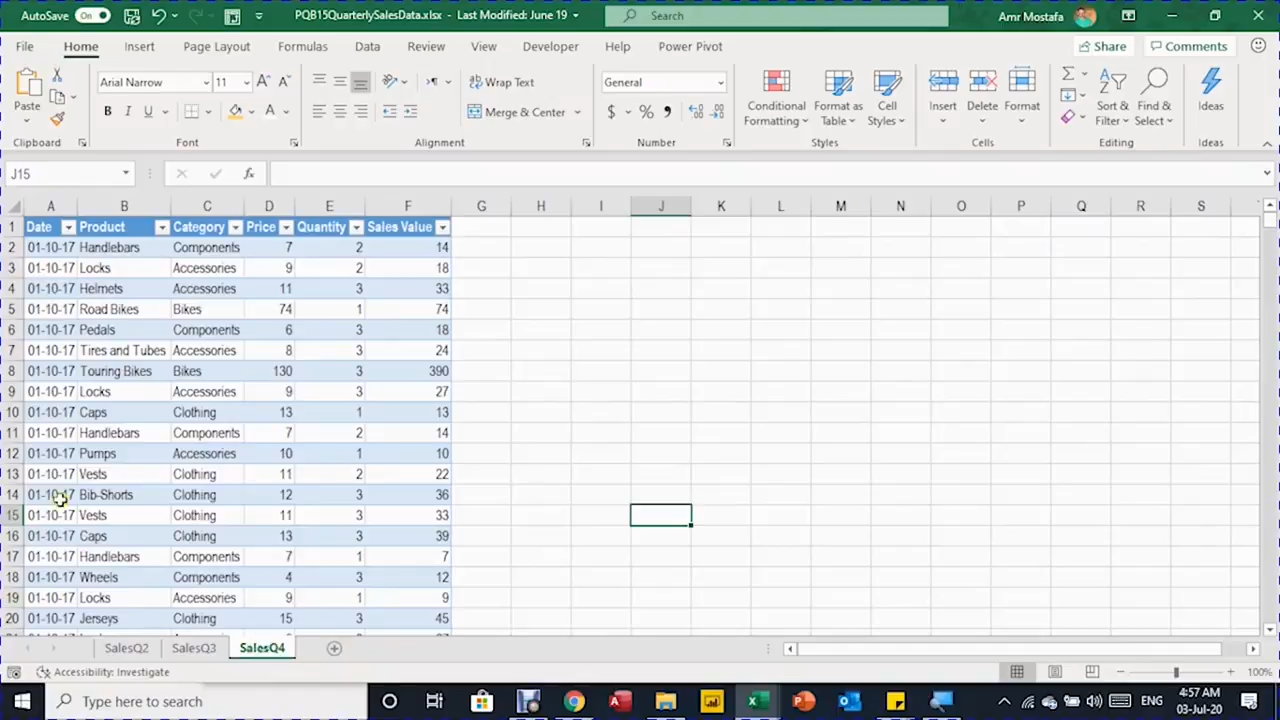 AutoSave On PQB15QuarterlySalesData.xlsx - Last Modified: June 19 Search Amr Mostafa
File Home Insert Page Layout Formulas Data Review View Developer Help Power Pivot Share Comments
Paste Arial Narrow 11 Wrap Text General Conditional Formatting Format as Table Cell Styles Insert Delete Format Sort & Filter Find & Select Ideas
B I U Merge & Center $ %
Clipboard Font Alignment Number Styles Cells Editing Ideas
J15 fx
A B C D E F G H I J K L M N O P Q R S
1 Date Product Category Price Quantity Sales Value
2 01-10-17 Handlebars Components 7 2 14
3 01-10-17 Locks Accessories 9 2 18
4 01-10-17 Helmets Accessories 11 3 33
5 01-10-17 Road Bikes Bikes 74 1 74
6 01-10-17 Pedals Components 6 3 18
7 01-10-17 Tires and Tubes Accessories 8 3 24
8 01-10-17 Touring Bikes Bikes 130 3 390
9 01-10-17 Locks Accessories 9 3 27
10 01-10-17 Caps Clothing 13 1 13
11 01-10-17 Handlebars Components 7 2 14
12 01-10-17 Pumps Accessories 10 1 10
13 01-10-17 Vests Clothing 11 2 22
14 01-10-17 Bib-Shorts Clothing 12 3 36
15 01-10-17 Vests Clothing 11 3 33
16 01-10-17 Caps Clothing 13 3 39
17 01-10-17 Handlebars Components 7 1 7
18 01-10-17 Wheels Components 4 3 12
19 01-10-17 Locks Accessories 9 1 9
20 01-10-17 Jerseys Clothing 15 3 45
SalesQ2 SalesQ3 SalesQ4
Accessibility: Investigate 100%
Type here to search ENG 4:57 AM
03-Jul-20